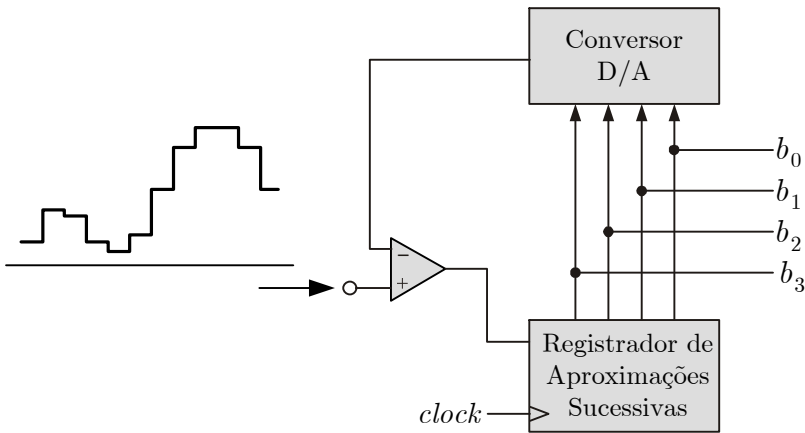 Conversor
D/A
b0
b1
b2
b3
−
+
Registrador de
Aproximações
Sucessivas
clock